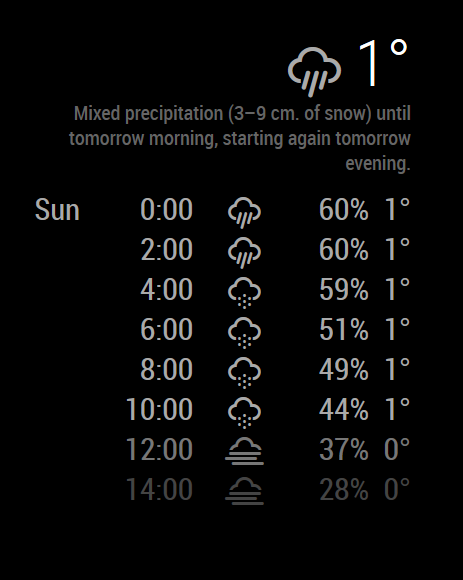 1°
Mixed precipitation (3–9 cm. of snow) until
tomorrow morning, starting again tomorrow
evening.
Sun 0:00 60% 1°
2:00 60% 1°
4:00 59% 1°
6:00 51% 1°
8:00 49% 1°
10:00 44% 1°
12:00 37% 0°
14:00 28% 0°